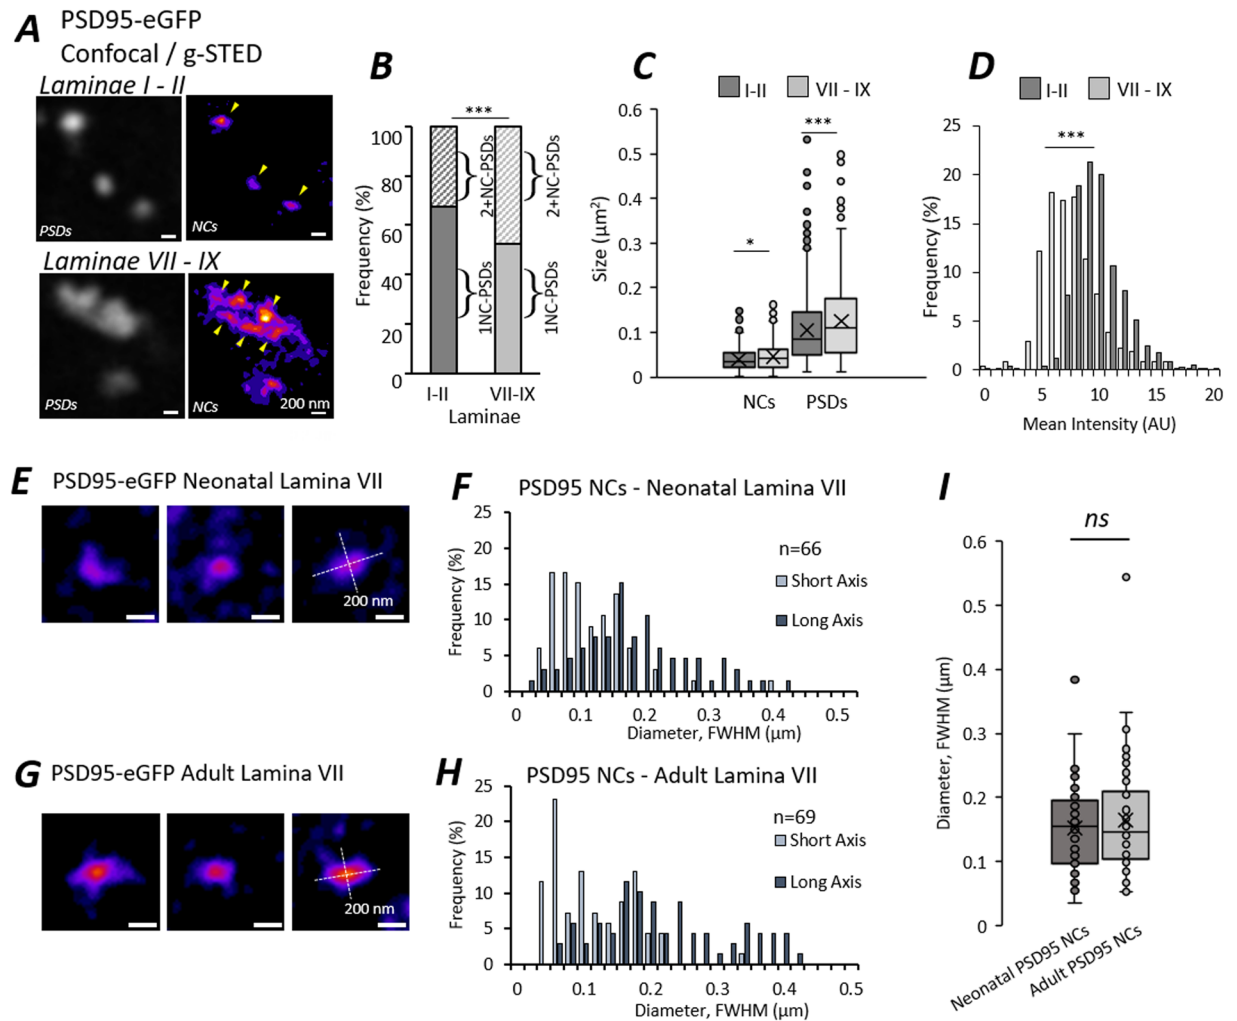 A
PSD95-eGFP
Confocal / g-STED
Laminae I - II
PSDs
NCs
Laminae VII - IX
PSDs
NCs
200 nm
B
***
100
80
60
40
20
0
Frequency (%)
2+NC-PSDs
1NC-PSDs
2+NC-PSDs
1NC-PSDs
I-II
VII-IX
Laminae
C
I-II
VII - IX
0.6
0.5
0.4
0.3
0.2
0.1
0
Size (µm²)
*
***
NCs
PSDs
D
I-II
VII - IX
25
20
15
10
5
0
Frequency (%)
***
0
5
10
15
20
Mean Intensity (AU)
E
PSD95-eGFP Neonatal Lamina VII
200 nm
F
PSD95 NCs - Neonatal Lamina VII
25
20
15
10
5
0
Frequency (%)
n=66
Short Axis
Long Axis
0
0.1
0.2
0.3
0.4
0.5
Diameter, FWHM (µm)
G
PSD95-eGFP Adult Lamina VII
200 nm
H
PSD95 NCs - Adult Lamina VII
25
20
15
10
5
0
Frequency (%)
n=69
Short Axis
Long Axis
0
0.1
0.2
0.3
0.4
0.5
Diameter, FWHM (µm)
I
ns
0.6
0.5
0.4
0.3
0.2
0.1
0
Diameter, FWHM (µm)
Neonatal PSD95 NCs
Adult PSD95 NCs